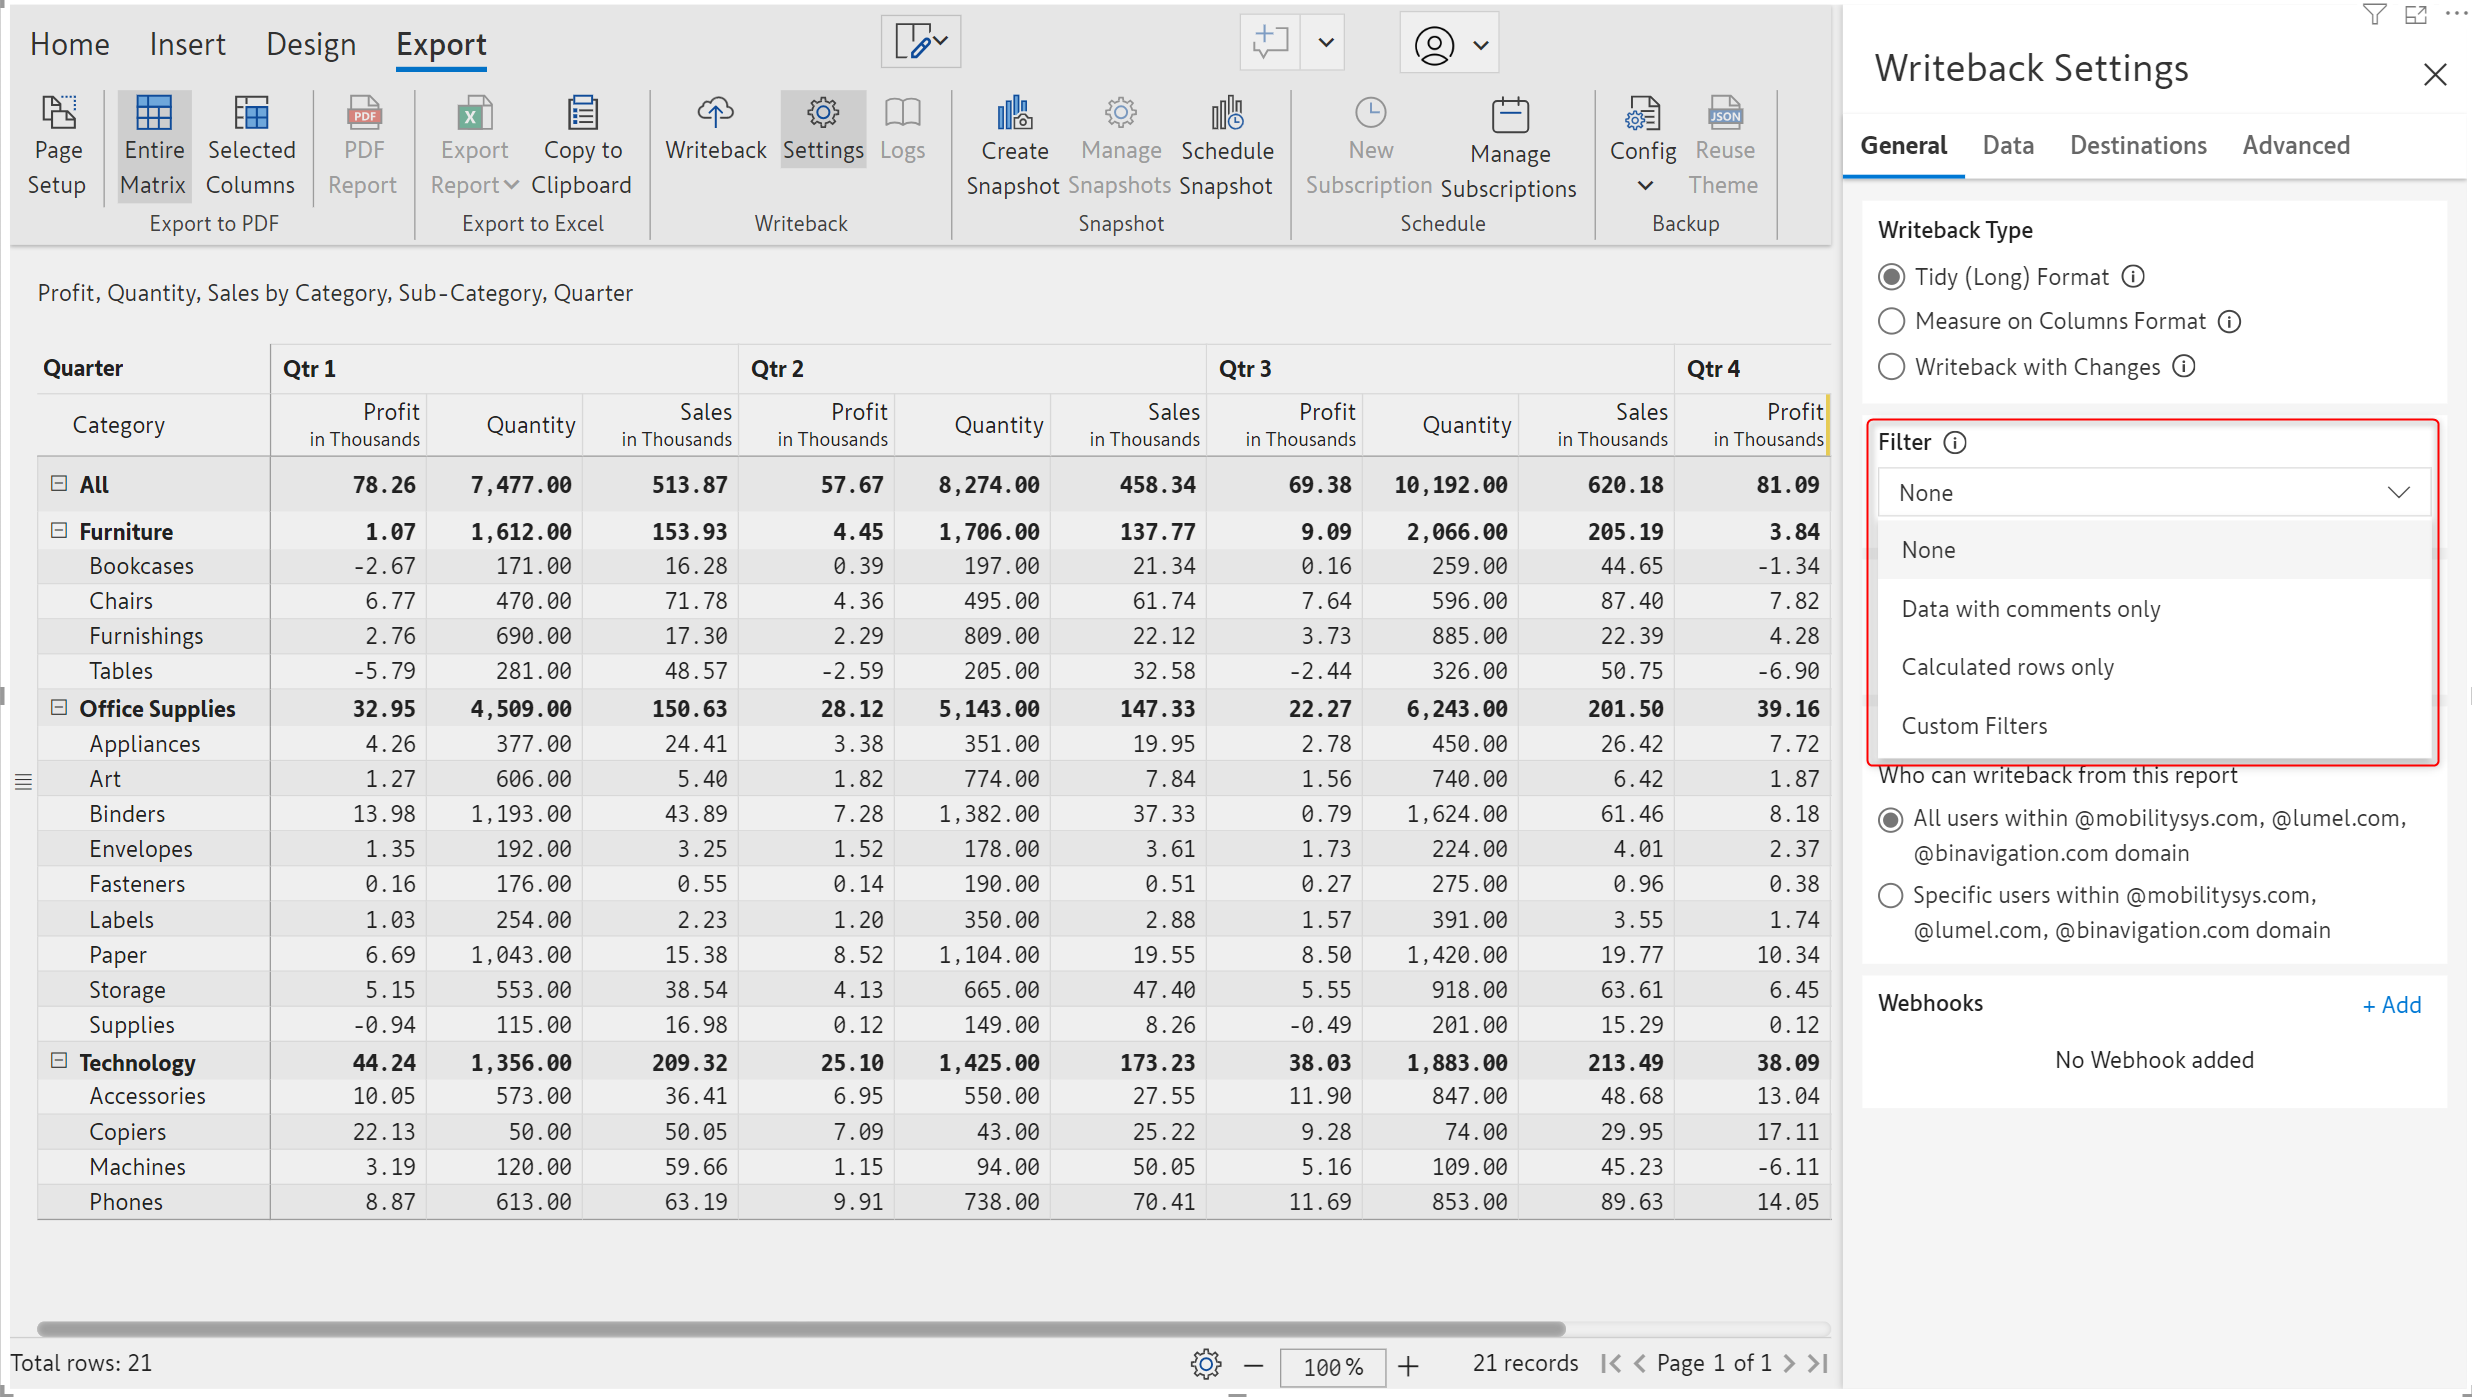 Home Insert Design Export
Page Setup
Entire Matrix
Selected Columns
Export to PDF
PDF Report
Export Report
Copy to Clipboard
Export to Excel
Writeback Settings Logs
Writeback
Create Snapshot
Manage Snapshots
Schedule Snapshot
Snapshot
New Subscription
Manage Subscriptions
Schedule
Config
JSON
Reuse Theme
Backup
Profit, Quantity, Sales by Category, Sub-Category, Quarter
Quarter Qtr 1 Qtr 2 Qtr 3 Qtr 4
Category Profit in Thousands Quantity Sales in Thousands Profit in Thousands Quantity Sales in Thousands Profit in Thousands Quantity Sales in Thousands Profit in Thousands
All 78.26 7,477.00 513.87 57.67 8,274.00 458.34 69.38 10,192.00 620.18 81.09
Furniture 1.07 1,612.00 153.93 4.45 1,706.00 137.77 9.09 2,066.00 205.19 3.84
Bookcases -2.67 171.00 16.28 0.39 197.00 21.34 0.16 259.00 44.65 -1.34
Chairs 6.77 470.00 71.78 4.36 495.00 61.74 7.64 596.00 87.40 7.82
Furnishings 2.76 690.00 17.30 2.29 809.00 22.12 3.73 885.00 22.39 4.28
Tables -5.79 281.00 48.57 -2.59 205.00 32.58 -2.44 326.00 50.75 -6.90
Office Supplies 32.95 4,509.00 150.63 28.12 5,143.00 147.33 22.27 6,243.00 201.50 39.16
Appliances 4.26 377.00 24.41 3.38 351.00 19.95 2.78 450.00 26.42 7.72
Art 1.27 606.00 5.40 1.82 774.00 7.84 1.56 740.00 6.42 1.87
Binders 13.98 1,193.00 43.89 7.28 1,382.00 37.33 0.79 1,624.00 61.46 8.18
Envelopes 1.35 192.00 3.25 1.52 178.00 3.61 1.73 224.00 4.01 2.37
Fasteners 0.16 176.00 0.55 0.14 190.00 0.51 0.27 275.00 0.96 0.38
Labels 1.03 254.00 2.23 1.20 350.00 2.88 1.57 391.00 3.55 1.74
Paper 6.69 1,043.00 15.38 8.52 1,104.00 19.55 8.50 1,420.00 19.77 10.34
Storage 5.15 553.00 38.54 4.13 665.00 47.40 5.55 918.00 63.61 6.45
Supplies -0.94 115.00 16.98 0.12 149.00 8.26 -0.49 201.00 15.29 0.12
Technology 44.24 1,356.00 209.32 25.10 1,425.00 173.23 38.03 1,883.00 213.49 38.09
Accessories 10.05 573.00 36.41 6.95 550.00 27.55 11.90 847.00 48.68 13.04
Copiers 22.13 50.00 50.05 7.09 43.00 25.22 9.28 74.00 29.95 17.11
Machines 3.19 120.00 59.66 1.15 94.00 50.05 5.16 109.00 45.23 -6.11
Phones 8.87 613.00 63.19 9.91 738.00 70.41 11.69 853.00 89.63 14.05
Total rows: 21
100%
21 records
Page 1 of 1
Writeback Settings
General Data Destinations Advanced
Writeback Type
Tidy (Long) Format
Measure on Columns Format
Writeback with Changes
Filter
None
None
Data with comments only
Calculated rows only
Custom Filters
Who can writeback from this report
All users within @mobilitysys.com, @lumel.com,
@binavigation.com domain
Specific users within @mobilitysys.com,
@lumel.com, @binavigation.com domain
Webhooks
+ Add
No Webhook added